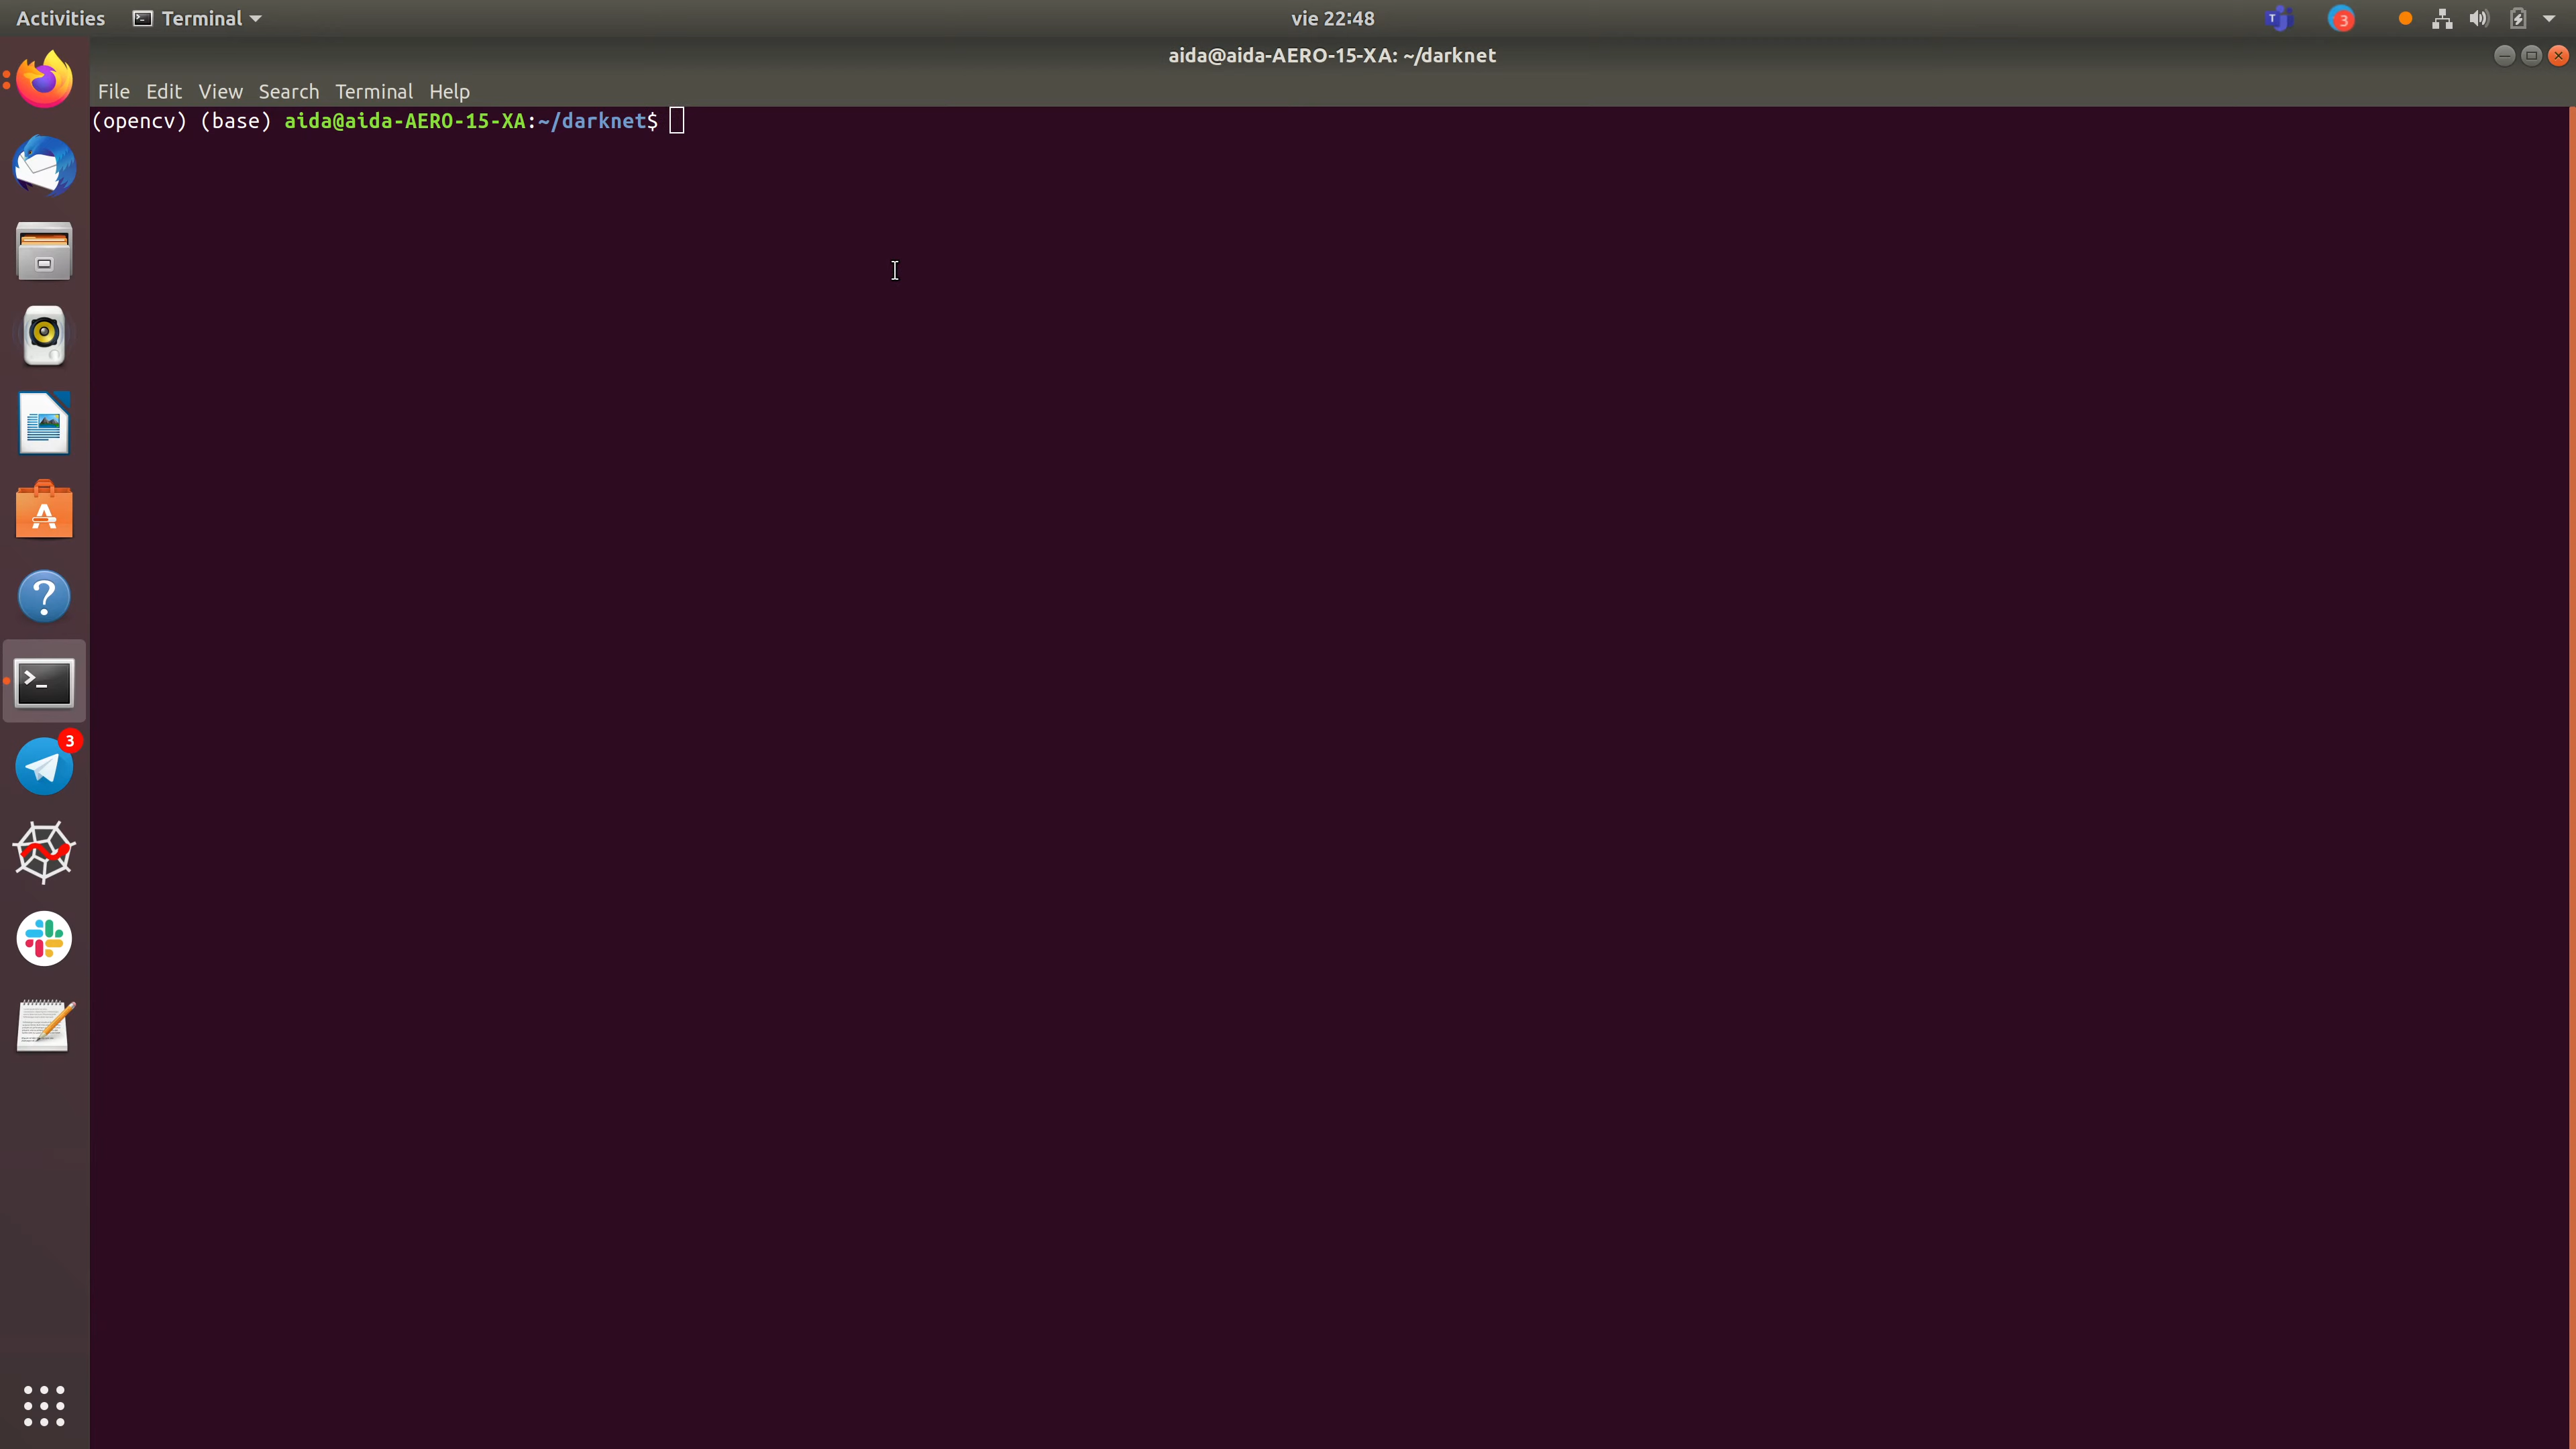 Activities Terminal vie 22:48 T 3
aida@aida-AERO-15-XA: ~/darknet
File Edit View Search Terminal Help
(opencv) (base) aida@aida-AERO-15-XA:~/darknet$
A
?
>_
3